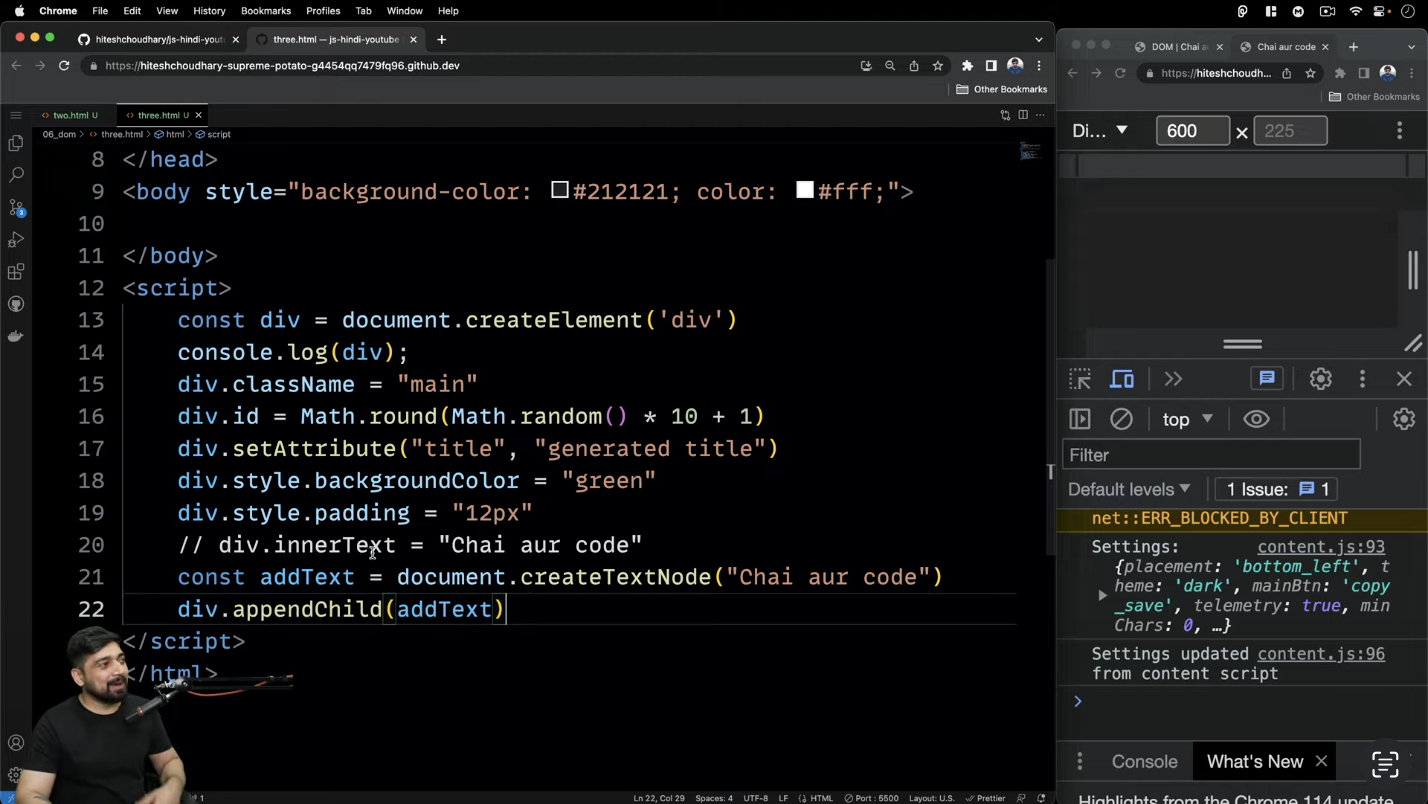 Chrome File Edit View History Bookmarks Profiles Tab Window Help
hiteshchoudhary/js-hindi-yout
three.html — js-hindi-youtube
https://hiteshchoudhary-supreme-potato-g4454qq7479fq96.github.dev
Other Bookmarks
two.html U
three.html U
06_dom > three.html > html > script
8 </head>
9 <body style="background-color: #212121; color: #fff;">
10
11 </body>
12 <script>
13 const div = document.createElement('div')
14 console.log(div);
15 div.className = "main"
16 div.id = Math.round(Math.random() * 10 + 1)
17 div.setAttribute("title", "generated title")
18 div.style.backgroundColor = "green"
19 div.style.padding = "12px"
20 // div.innerText = "Chai aur code"
21 const addText = document.createTextNode("Chai aur code")
22 div.appendChild(addText)
</script>
</html>
Ln 22, Col 29 Spaces: 4 UTF-8 LF {} HTML Port : 5500 Layout: U.S. Prettier
DOM | Chai a
Chai aur code
https://hiteshchoudh...
Other Bookmarks
Di... 600 × 225
top
Filter
Default levels 1 Issue: 1
net::ERR_BLOCKED_BY_CLIENT
Settings: content.js:93
{placement: 'bottom_left', t
heme: 'dark', mainBtn: 'copy
_save', telemetry: true, min
Chars: 0, …}
Settings updated content.js:96
from content script
Console What's New
Highlights from the Chrome 114 update